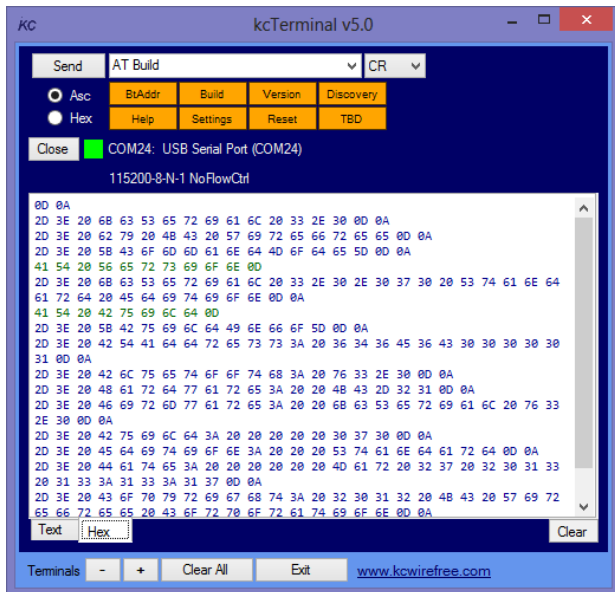 KC kcTerminal v5.0
Send AT Build CR
Asc BtAddr Build Version Discovery
Hex Help Settings Reset TBD
Close COM24: USB Serial Port (COM24)
115200-8-N-1 NoFlowCtrl
0D 0A
2D 3E 20 6B 63 53 65 72 69 61 6C 20 33 2E 30 0D 0A
2D 3E 20 62 79 20 4B 43 20 57 69 72 65 66 72 65 65 0D 0A
2D 3E 20 5B 43 6F 6D 6D 61 6E 64 4D 6F 64 65 5D 0D 0A
41 54 20 56 65 72 73 69 6F 6E 0D
2D 3E 20 6B 63 53 65 72 69 61 6C 20 33 2E 30 2E 30 37 30 20 53 74 61 6E 64
61 72 64 20 45 64 69 74 69 6F 6E 0D 0A
41 54 20 42 75 69 6C 64 0D
2D 3E 20 5B 42 75 69 6C 64 49 6E 66 6F 5D 0D 0A
2D 3E 20 42 54 41 64 64 72 65 73 73 3A 20 36 34 36 45 36 43 30 30 30 30 30
31 0D 0A
2D 3E 20 42 6C 75 65 74 6F 6F 74 68 3A 20 76 33 2E 30 0D 0A
2D 3E 20 48 61 72 64 77 61 72 65 3A 20 20 4B 43 2D 32 31 0D 0A
2D 3E 20 46 69 72 6D 77 61 72 65 3A 20 20 6B 63 53 65 72 69 61 6C 20 76 33
2E 30 0D 0A
2D 3E 20 42 75 69 6C 64 3A 20 20 20 20 20 30 37 30 0D 0A
2D 3E 20 45 64 69 74 69 6F 6E 3A 20 20 20 53 74 61 6E 64 61 72 64 0D 0A
2D 3E 20 44 61 74 65 3A 20 20 20 20 20 20 4D 61 72 20 32 37 20 32 30 31 33
20 31 33 3A 31 33 3A 31 37 0D 0A
2D 3E 20 43 6F 70 79 72 69 67 68 74 3A 20 32 30 31 32 20 4B 43 20 57 69 72
65 66 72 65 65 20 43 6F 72 70 6F 72 61 74 69 6F 6E 0D 0A
Text Hex Clear
Terminals - + Clear All Exit www.kcwirefree.com